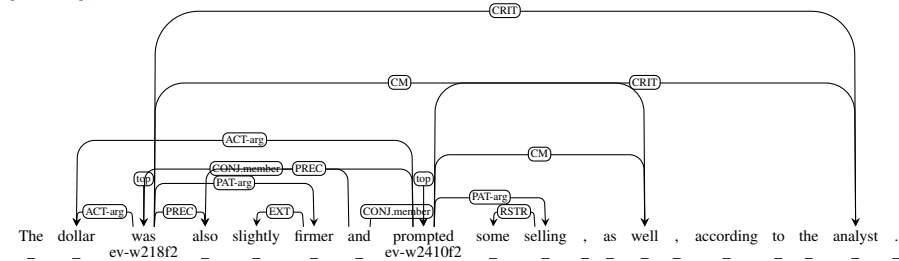 CRIT
CM CRIT
ACT-arg
CM
CONJ.member PREC
top top
PAT-arg
PAT-arg
ACT-arg PREC EXT CONJ.member RSTR
The dollar was also slightly firmer and prompted some selling , as well , according to the analyst .
_ _ ev-w218f2 _ _ _ _ ev-w2410f2 _ _ _ _ _ _ _ _ _ _ _